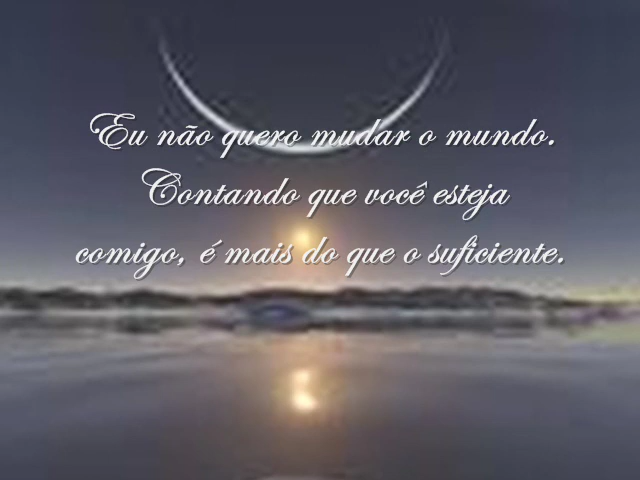 Eu não quero mudar o mundo.
Contando que você esteja
comigo, é mais do que o suficiente.